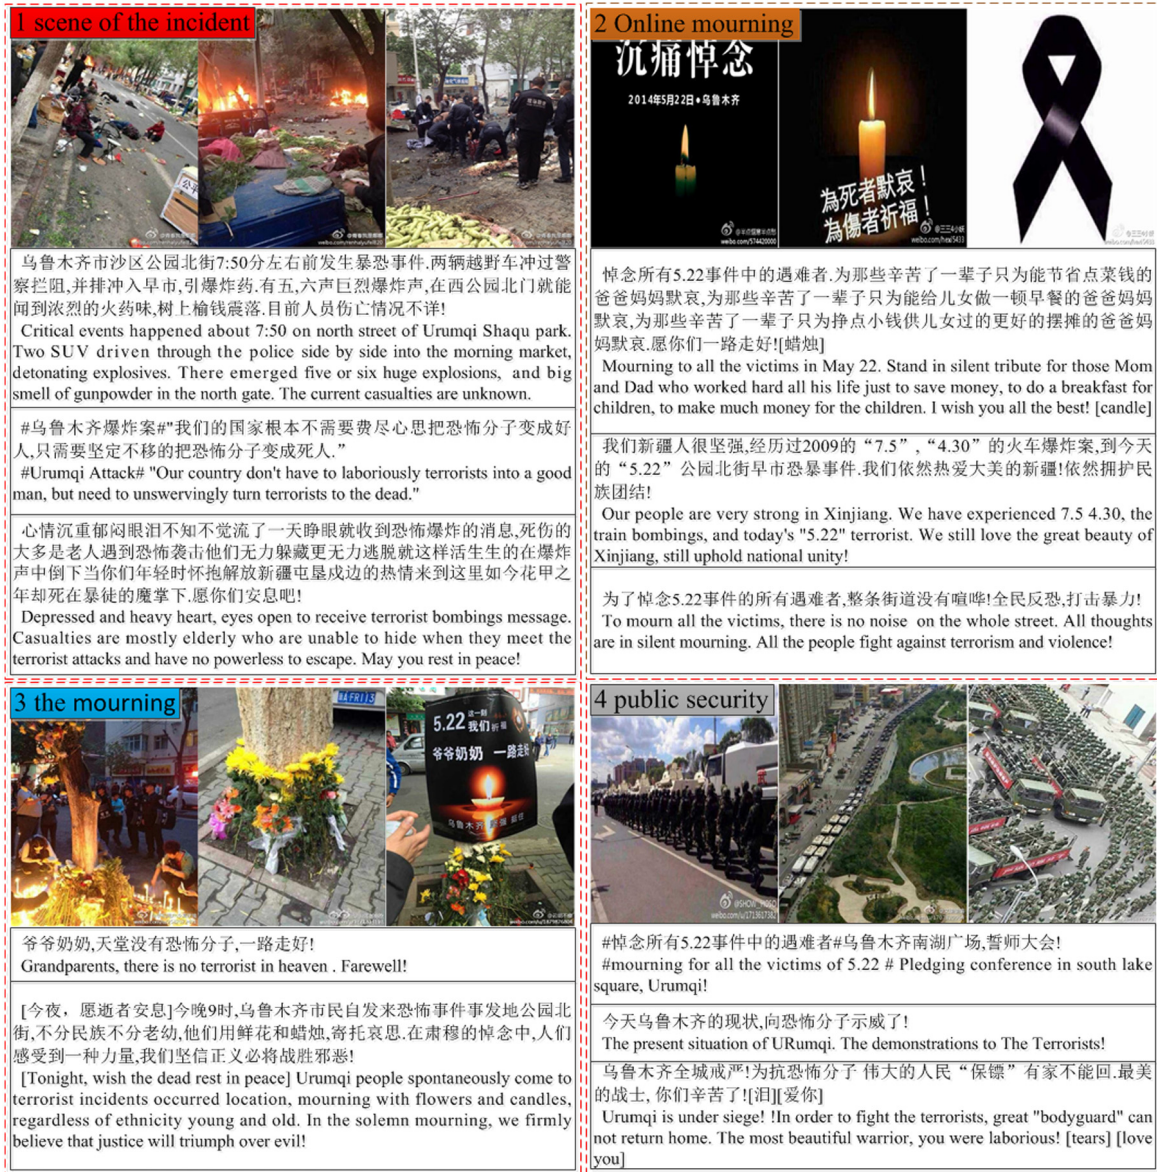 1 scene of the incident
公平
乌鲁木齐市沙区公园北街7:50分左右前发生暴恐事件.两辆越野车冲过警
察拦阻,并排冲入早市,引爆炸药.有五,六声巨烈爆炸声,在西公园北门就能
闻到浓烈的火药味,树上榆钱震落.目前人员伤亡情况不详!
Critical events happened about 7:50 on north street of Urumqi Shaqu park.
Two SUV driven through the police side by side into the morning market,
detonating explosives. There emerged five or six huge explosions, and big
smell of gunpowder in the north gate. The current casualties are unknown.
#乌鲁木齐爆炸案#"我们的国家根本不需要费尽心思把恐怖分子变成好
人,只需要坚定不移的把恐怖分子变成死人.”
#Urumqi Attack# "Our country don't have to laboriously terrorists into a good
man, but need to unswervingly turn terrorists to the dead."
心情沉重郁闷眼泪不知不觉流了一天睁眼就收到恐怖爆炸的消息,死伤的
大多是老人遇到恐怖袭击他们无力躲藏更无力逃脱就这样活生生的在爆炸
声中倒下当你们年轻时怀抱解放新疆屯垦戍边的热情来到这里如今花甲之
年却死在暴徒的魔掌下.愿你们安息吧!
Depressed and heavy heart, eyes open to receive terrorist bombings message.
Casualties are mostly elderly who are unable to hide when they meet the
terrorist attacks and have no powerless to escape. May you rest in peace!
2 Online mourning
沉痛悼念
2014年5月22日•乌鲁木齐
為死者默哀！
為傷者祈福！
weibo.com/574420000
weibo.com/heal5433
悼念所有5.22事件中的遇难者.为那些辛苦了一辈子只为能节省点菜钱的
爸爸妈妈默哀,为那些辛苦了一辈子只为能给儿女做一顿早餐的爸爸妈妈
默哀,为那些辛苦了一辈子只为挣点小钱供儿女过的更好的摆摊的爸爸妈
妈默哀.愿你们一路走好![蜡烛]
Mourning to all the victims in May 22. Stand in silent tribute for those Mom
and Dad who worked hard all his life just to save money, to do a breakfast for
children, to make much money for the children. I wish you all the best! [candle]
我们新疆人很坚强,经历过2009的“7.5”, “4.30”的火车爆炸案,到今天
的“5.22”公园北街早市恐暴事件.我们依然热爱大美的新疆!依然拥护民
族团结!
Our people are very strong in Xinjiang. We have experienced 7.5 4.30, the
train bombings, and today's "5.22" terrorist. We still love the great beauty of
Xinjiang, still uphold national unity!
为了悼念5.22事件的所有遇难者,整条街道没有喧哗!全民反恐,打击暴力!
To mourn all the victims, there is no noise on the whole street. All thoughts
are in silent mourning. All the people fight against terrorism and violence!
3 the mourning
5.22 这一刻
我们祈福
爷爷奶奶 一路走好
爷爷奶奶,天堂没有恐怖分子,一路走好!
Grandparents, there is no terrorist in heaven . Farewell!
[今夜，愿逝者安息]今晚9时,乌鲁木齐市民自发来恐怖事件事发地公园北
街,不分民族不分老幼,他们用鲜花和蜡烛,寄托哀思.在肃穆的悼念中,人们
感受到一种力量,我们坚信正义必将战胜邪恶!
[Tonight, wish the dead rest in peace] Urumqi people spontaneously come to
terrorist incidents occurred location, mourning with flowers and candles,
regardless of ethnicity young and old. In the solemn mourning, we firmly
believe that justice will triumph over evil!
4 public security
#悼念所有5.22事件中的遇难者#乌鲁木齐南湖广场,誓师大会!
#mourning for all the victims of 5.22 # Pledging conference in south lake
square, Urumqi!
今天乌鲁木齐的现状,向恐怖分子示威了!
The present situation of URumqi. The demonstrations to The Terrorists!
乌鲁木齐全城戒严!为抗恐怖分子 伟大的人民“保镖”有家不能回.最美
的战士, 你们辛苦了![泪][爱你]
Urumqi is under siege! !In order to fight the terrorists, great "bodyguard" can
not return home. The most beautiful warrior, you were laborious! [tears] [love
you]